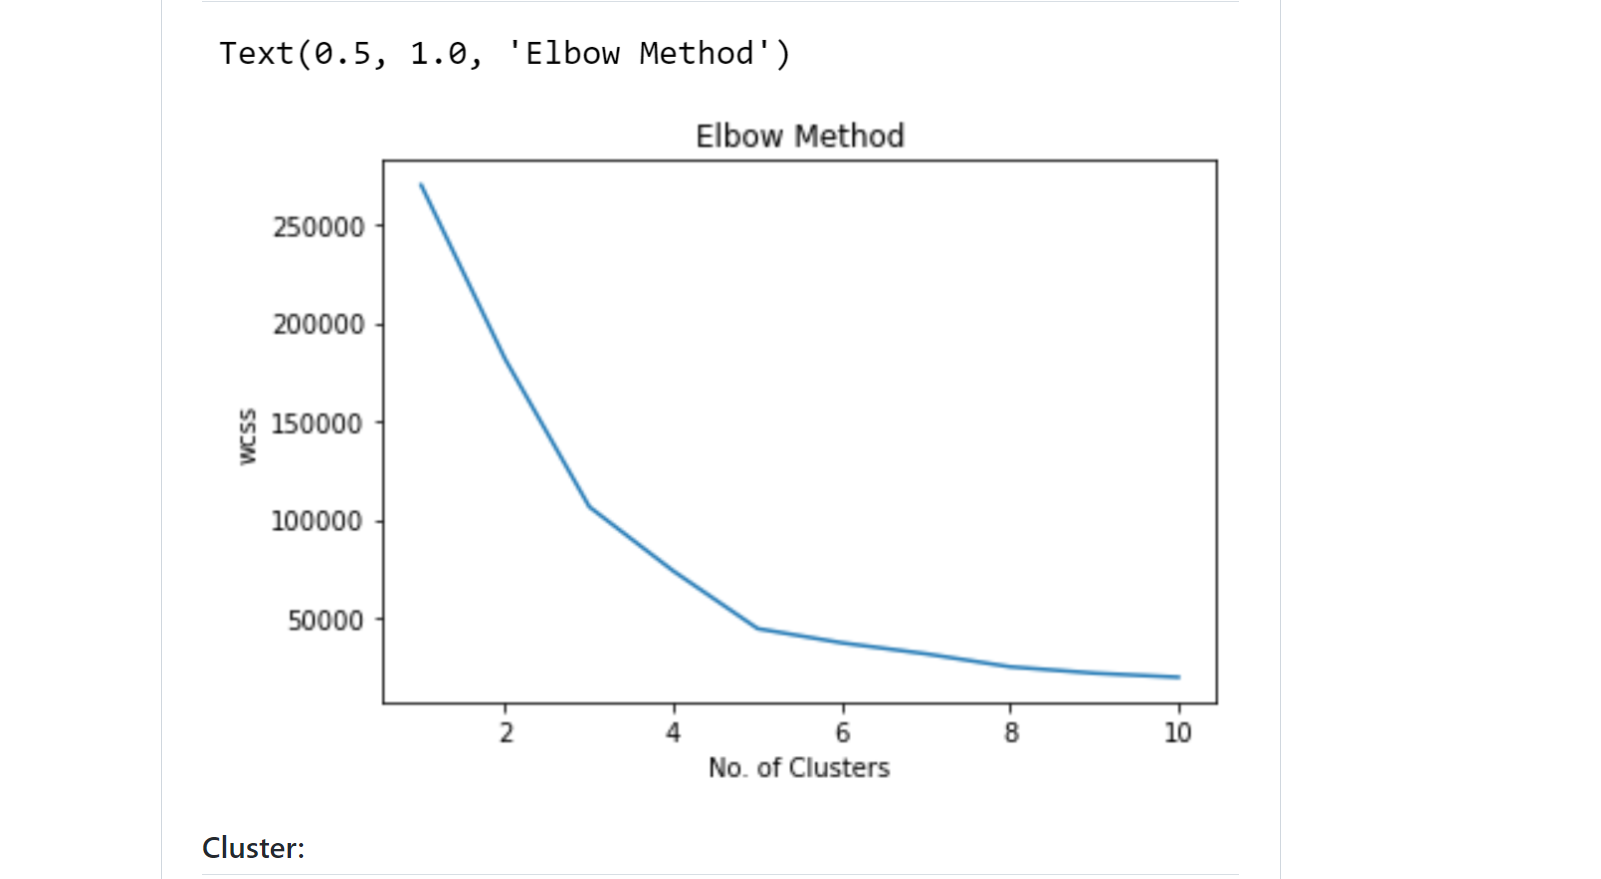 Text(0.5, 1.0, 'Elbow Method')
Elbow Method
250000
200000
150000
100000
50000
wcss
2 4 6 8 10
No. of Clusters
Cluster: